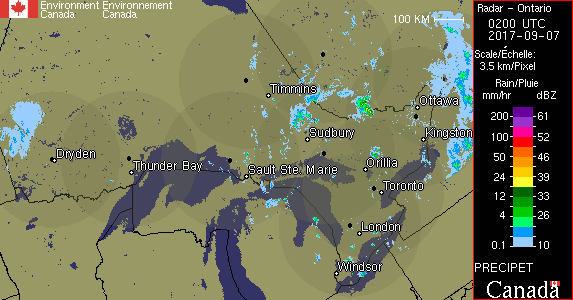 Environment Environnement
Canada Canada
100 KM
Timmins
Ottawa
Sudbury
Kingston
Dryden
Thunder Bay
Sault Ste. Marie
Orillia
Toronto
London
Windsor
Radar - Ontario
0200 UTC
2017-09-07
Scale/Échelle:
3.5 km/Pixel
Rain/Pluie
mm/hr dBZ
200 61
100 52
50 46
24 39
12 33
4 26
0.1 10
PRECIPET
Canada